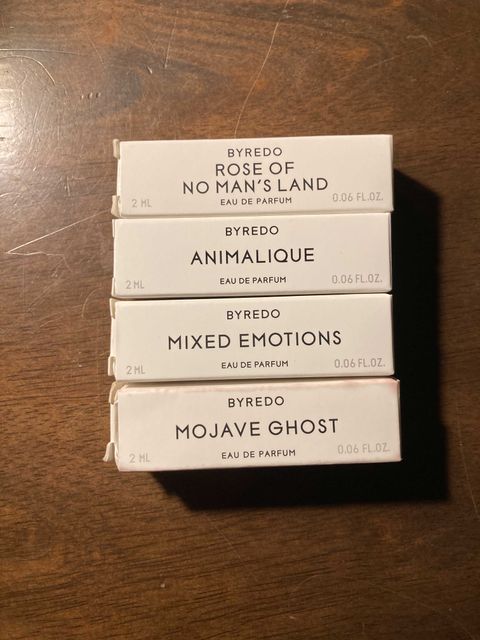 BYREDO
ROSE OF
NO MAN'S LAND
2 ML EAU DE PARFUM 0.06 FL.OZ.
BYREDO
ANIMALIQUE
2 ML EAU DE PARFUM 0.06 FL.OZ.
BYREDO
MIXED EMOTIONS
2 ML EAU DE PARFUM 0.06 FL.OZ.
BYREDO
MOJAVE GHOST
2 ML EAU DE PARFUM 0.06 FL.OZ.